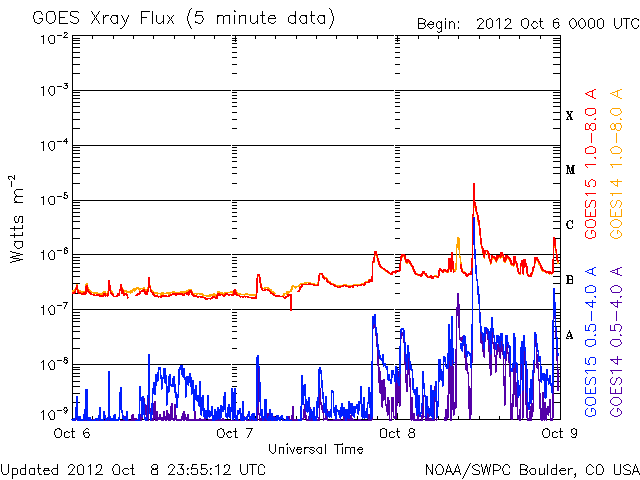 GOES Xray Flux (5 minute data)
Begin: 2012 Oct 6 0000 UTC
10-2
10-3
10-4
10-5
10-6
10-7
10-8
10-9
Watts m-2
X
M
C
B
A
GOES15 1.0-8.0 A
GOES14 1.0-8.0 A
GOES15 0.5-4.0 A
GOES14 0.5-4.0 A
Oct 6
Oct 7
Oct 8
Oct 9
Universal Time
Updated 2012 Oct 8 23:55:12 UTC
NOAA/SWPC Boulder, CO USA